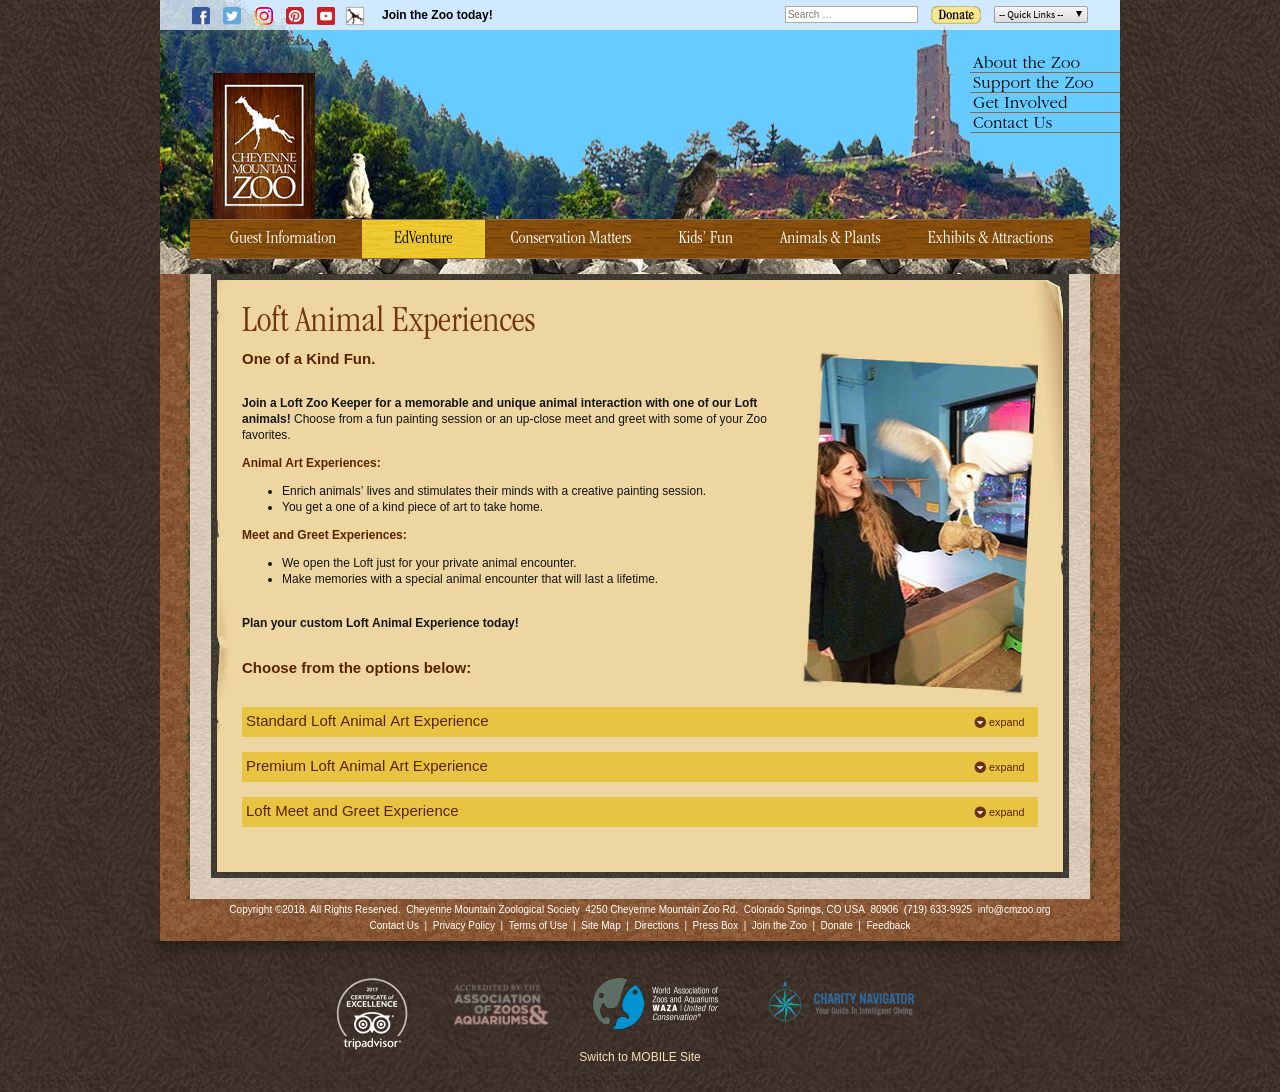 Join the Zoo today!
Search ...
Donate
-- Quick Links --
About the Zoo
Support the Zoo
Get Involved
Contact Us
CHEYENNE
MOUNTAIN
ZOO
Guest Information
EdVenture
Conservation Matters
Kids' Fun
Animals & Plants
Exhibits & Attractions
Loft Animal Experiences
One of a Kind Fun.
Join a Loft Zoo Keeper for a memorable and unique animal interaction with one of our Loft
animals! Choose from a fun painting session or an up-close meet and greet with some of your Zoo
favorites.
Animal Art Experiences:
Enrich animals' lives and stimulates their minds with a creative painting session.
You get a one of a kind piece of art to take home.
Meet and Greet Experiences:
We open the Loft just for your private animal encounter.
Make memories with a special animal encounter that will last a lifetime.
Plan your custom Loft Animal Experience today!
Choose from the options below:
Standard Loft Animal Art Experience expand
Premium Loft Animal Art Experience expand
Loft Meet and Greet Experience expand
Copyright ©2018. All Rights Reserved. Cheyenne Mountain Zoological Society 4250 Cheyenne Mountain Zoo Rd. Colorado Springs, CO USA 80906 (719) 633-9925 info@cmzoo.org
Contact Us | Privacy Policy | Terms of Use | Site Map | Directions | Press Box | Join the Zoo | Donate | Feedback
2017
CERTIFICATE of
EXCELLENCE
tripadvisor®
ACCREDITED BY THE
ASSOCIATION
OF ZOOS
AQUARIUMS &
World Association of
Zoos and Aquariums
WAZA | United for
Conservation®
CHARITY NAVIGATOR
Your Guide To Intelligent Giving
Switch to MOBILE Site